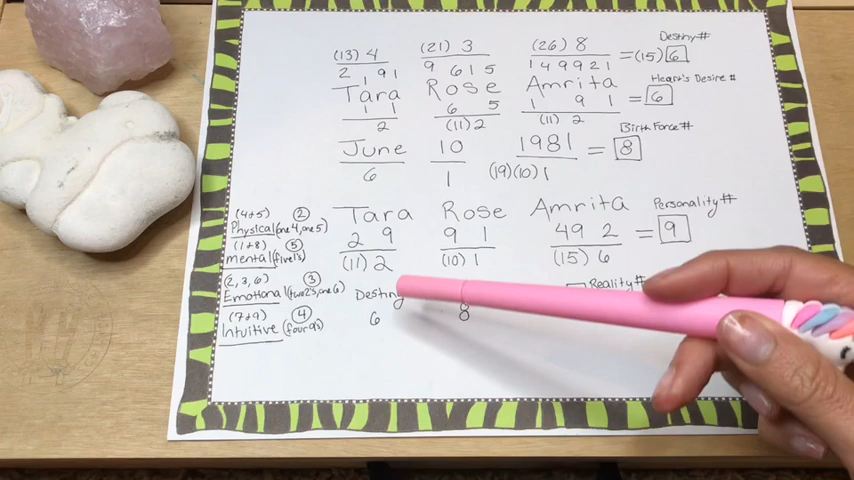 (13) 4 (21) 3 (26) 8 Destiny#
2 1 9 1 9 6 1 5 1 4 9 9 2 1 = (15) 6
Tara Rose Amrita Heart's Desire #
1 1 6 5 1 9 1 = 6
2 (11) 2 (11) 2 Birth Force#
June 10 1981 = 8
6 1 (19)(10) 1
(4+5) 2 Tara Rose Amrita Personality#
Physical (one 4, one 5) 2 9 9 1 4 9 2 = 9
(1+8) 5
mental (five 1's) (11) 2 (10) 1 (15) 6
(2, 3, 6) 3 Reality#
Emotional (two 2's, one 6) Destiny
(7+9) 4 6 8
Intuitive (four 9's)